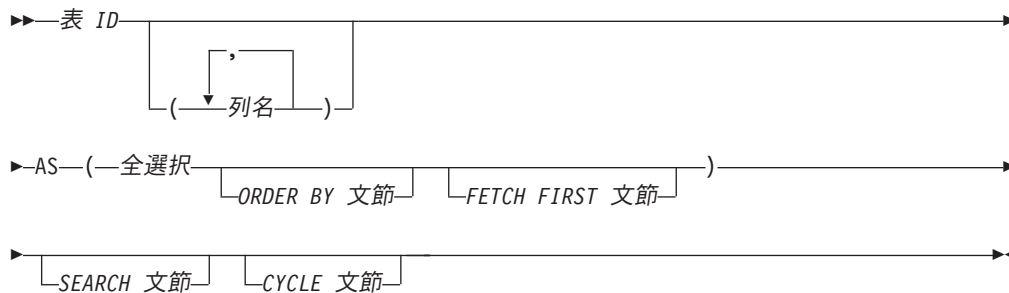 表 ID
,
( 列名 )
AS ( 全選択 )
ORDER BY 文節 FETCH FIRST 文節
SEARCH 文節 CYCLE 文節